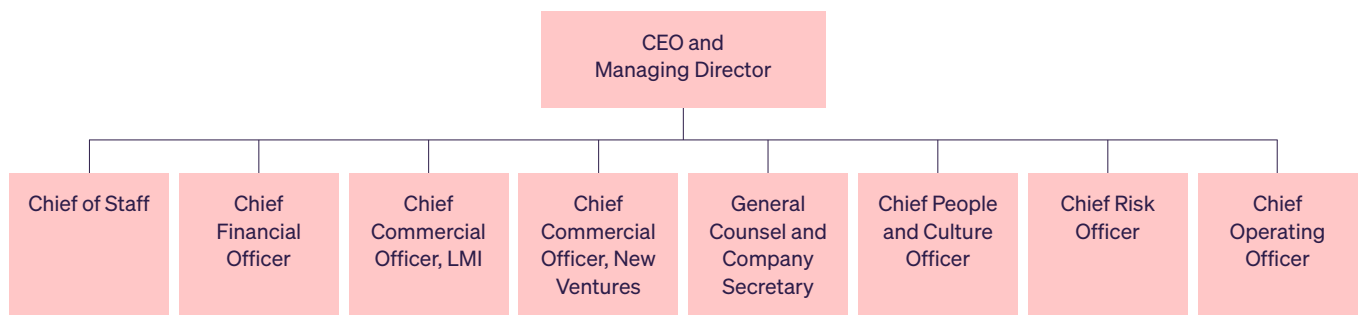 CEO and
Managing Director
Chief of Staff
Chief
Financial
Officer
Chief
Commercial
Officer, LMI
Chief
Commercial
Officer, New
Ventures
General
Counsel and
Company
Secretary
Chief People
and Culture
Officer
Chief Risk
Officer
Chief
Operating
Officer